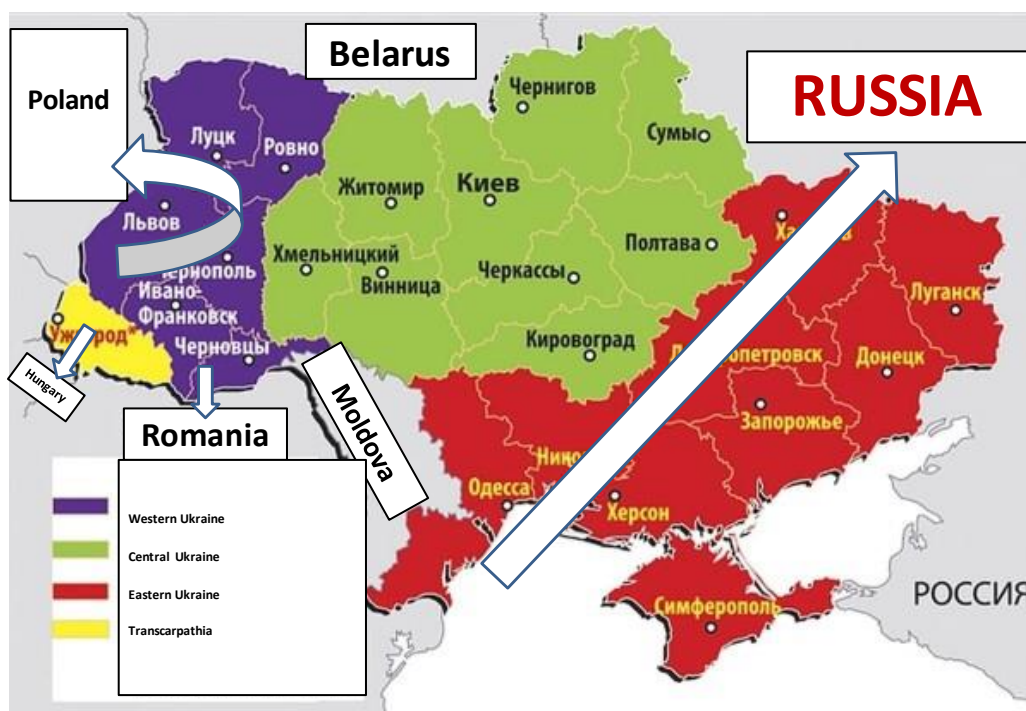 Belarus
Poland
RUSSIA
Чернигов
Сумы
Луцк
Ровно
Житомир
Киев
Львов
Полтава
Хмельницкий
Винница
Черкассы
Ивано-
Франковск
Луганск
Ужгород*
Черновцы
Кировоград
Донецк
Hungary
Moldova
Запорожье
Romania
Одесса
Херсон
Western Ukraine
Central Ukraine
Eastern Ukraine
Transcarpathia
Симферополь
РОССИЯ